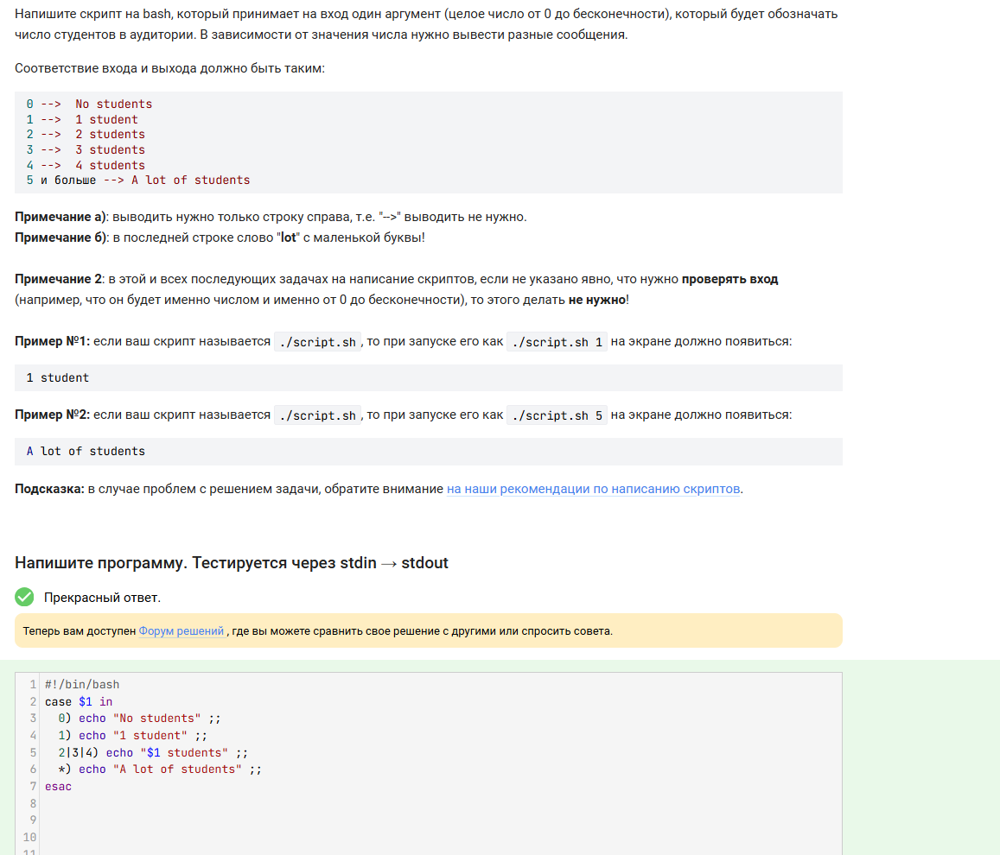 Напишите скрипт на bash, который принимает на вход один аргумент (целое число от 0 до бесконечности), который будет обозначать
число студентов в аудитории. В зависимости от значения числа нужно вывести разные сообщения.
Соответствие входа и выхода должно быть таким:
0 -->  No students
1 -->  1 student
2 -->  2 students
3 -->  3 students
4 -->  4 students
5 и больше --> A lot of students
Примечание а): выводить нужно только строку справа, т.е. "-->" выводить не нужно.
Примечание б): в последней строке слово "lot" с маленькой буквы!
Примечание 2: в этой и всех последующих задачах на написание скриптов, если не указано явно, что нужно проверять вход
(например, что он будет именно числом и именно от 0 до бесконечности), то этого делать не нужно!
Пример №1: если ваш скрипт называется ./script.sh , то при запуске его как ./script.sh 1 на экране должно появиться:
1 student
Пример №2: если ваш скрипт называется ./script.sh , то при запуске его как ./script.sh 5 на экране должно появиться:
A lot of students
Подсказка: в случае проблем с решением задачи, обратите внимание на наши рекомендации по написанию скриптов.
Напишите программу. Тестируется через stdin → stdout
Прекрасный ответ.
Теперь вам доступен Форум решений , где вы можете сравнить свое решение с другими или спросить совета.
1 #!/bin/bash
2 case $1 in
3   0) echo "No students" ;;
4   1) echo "1 student" ;;
5   2|3|4) echo "$1 students" ;;
6   *) echo "A lot of students" ;;
7 esac
8
9
10
11